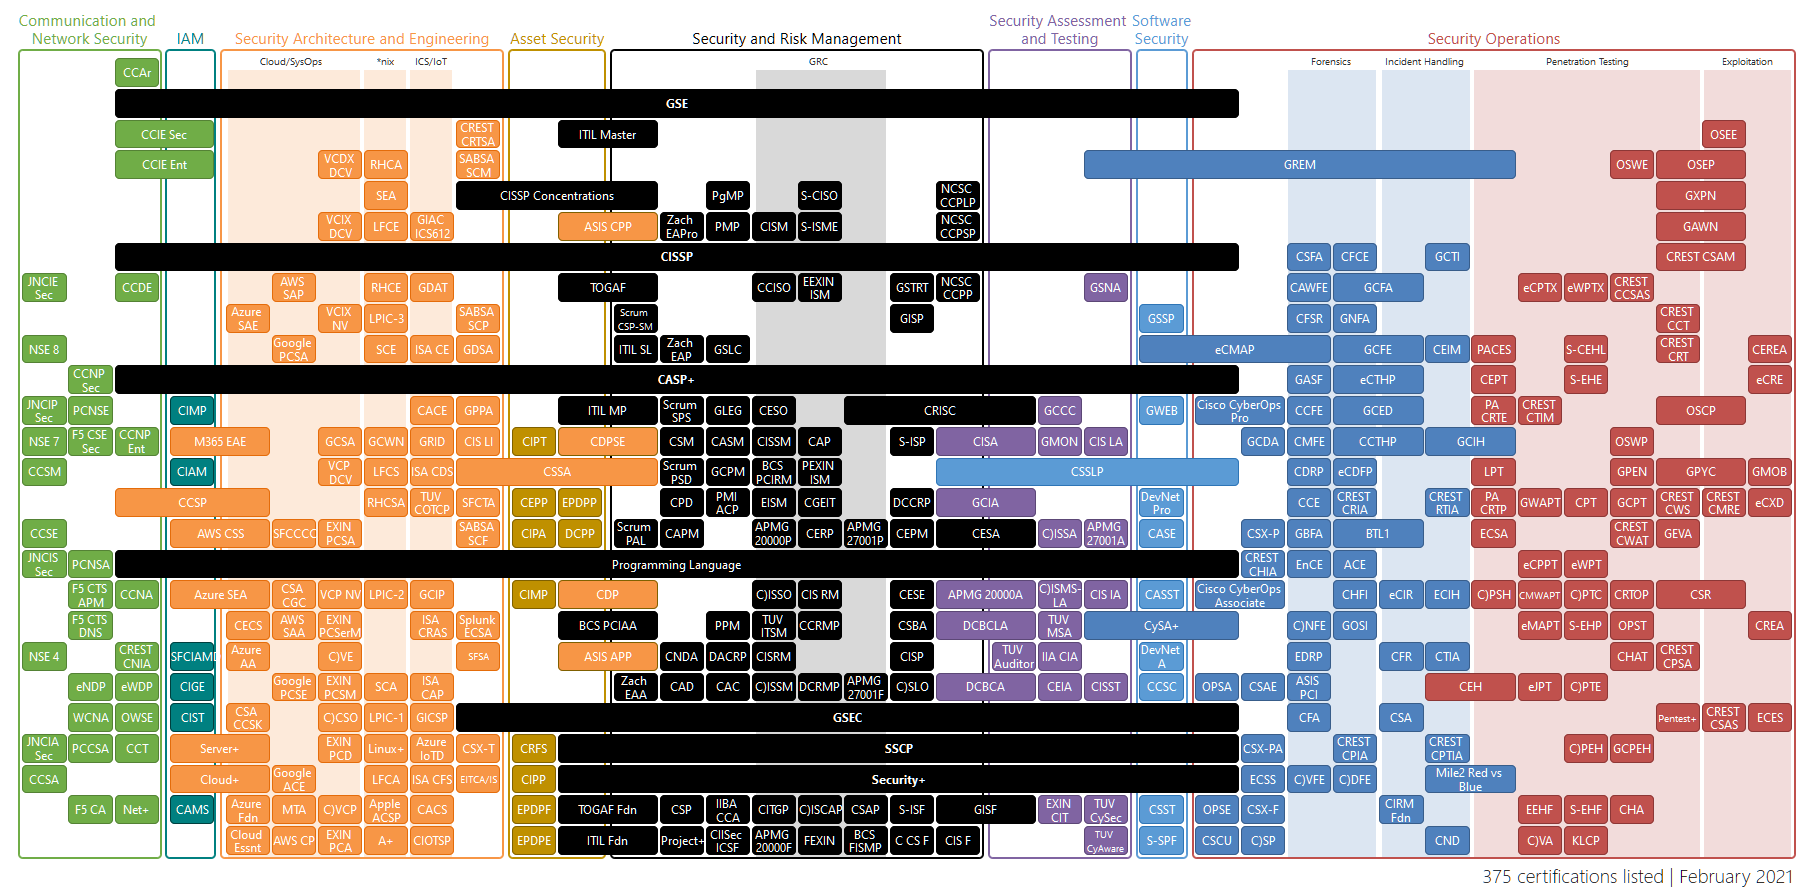 Communication and
Network Security
IAM
Security Architecture and Engineering
Asset Security
Security and Risk Management
Security Assessment
and Testing
Software
Security
Security Operations
Cloud/SysOps
*nix
ICS/IoT
GRC
Forensics
Incident Handling
Penetration Testing
Exploitation
CCAr
GSE
CCIE Sec
CREST
CRTSA
ITIL Master
OSEE
CCIE Ent
VCDX
DCV
RHCA
SABSA
SCM
GREM
OSWE
OSEP
SEA
CISSP Concentrations
PgMP
S-CISO
NCSC
CCPLP
GXPN
VCIX
DCV
LFCE
GIAC
ICS612
ASIS CPP
Zach
EAPro
PMP
CISM
S-ISME
NCSC
CCPSP
GAWN
CISSP
CSFA
CFCE
GCTI
CREST CSAM
JNCIE
Sec
CCDE
AWS
SAP
RHCE
GDAT
TOGAF
CCISO
EEXIN
ISM
GSTRT
NCSC
CCPP
GSNA
CAWFE
GCFA
eCPTX
eWPTX
CREST
CCSAS
Azure
SAE
VCIX
NV
LPIC-3
SABSA
SCP
Scrum
CSP-SM
GISP
GSSP
CFSR
GNFA
CREST
CCT
NSE 8
Google
PCSA
SCE
ISA CE
GDSA
ITIL SL
Zach
EAP
GSLC
eCMAP
GCFE
CEIM
PACES
S-CEHL
CREST
CRT
CEREA
CCNP
Sec
CASP+
GASF
eCTHP
CEPT
S-EHE
eCRE
JNCIP
Sec
PCNSE
CIMP
CACE
GPPA
ITIL MP
Scrum
SPS
GLEG
CESO
CRISC
GCCC
GWEB
Cisco CyberOps
Pro
CCFE
GCED
PA
CRTE
CREST
CTIM
OSCP
NSE 7
F5 CSE
Sec
CCNP
Ent
M365 EAE
GCSA
GCWN
GRID
CIS LI
CIPT
CDPSE
CSM
CASM
CISSM
CAP
S-ISP
CISA
GMON
CIS LA
GCDA
CMFE
CCTHP
GCIH
OSWP
CCSM
CIAM
VCP
DCV
LFCS
ISA CDS
CSSA
Scrum
PSD
GCPM
BCS
PCIRM
PEXIN
ISM
CSSLP
CDRP
eCDFP
LPT
GPEN
GPYC
GMOB
CCSP
RHCSA
TUV
COTCP
SFCTA
CEPP
EPDPP
CPD
PMI
ACP
EISM
CGEIT
DCCRP
GCIA
DevNet
Pro
CCE
CREST
CRIA
CREST
RTIA
PA
CRTP
GWAPT
CPT
GCPT
CREST
CWS
CREST
CMRE
eCXD
CCSE
AWS CSS
SFCCCC
EXIN
PCSA
SABSA
SCF
CIPA
DCPP
Scrum
PAL
CAPM
APMG
20000P
CERP
APMG
27001P
CEPM
CESA
C)ISSA
APMG
27001A
CASE
CSX-P
GBFA
BTL1
ECSA
CREST
CWAT
GEVA
JNCIS
Sec
PCNSA
Programming Language
CREST
CHIA
EnCE
ACE
eCPPT
eWPT
F5 CTS
APM
CCNA
Azure SEA
CSA
CGC
VCP NV
LPIC-2
GCIP
CIMP
CDP
C)ISSO
CIS RM
CESE
APMG 20000A
C)ISMS-
LA
CIS IA
CASST
Cisco CyberOps
Associate
CHFI
eCIR
ECIH
C)PSH
CMWAPT
C)PTC
CRTOP
CSR
F5 CTS
DNS
CECS
AWS
SAA
EXIN
PCSerM
ISA
CRAS
Splunk
ECSA
BCS PCIAA
PPM
TUV
ITSM
CCRMP
CSBA
DCBCLA
TUV
MSA
CySA+
C)NFE
GOSI
eMAPT
S-EHP
OPST
CREA
NSE 4
CREST
CNIA
SFCIAMD
Azure
AA
C)VE
SFSA
ASIS APP
CNDA
DACRP
CISRM
CISP
TUV
Auditor
IIA CIA
DevNet
A
EDRP
CFR
CTIA
CHAT
CREST
CPSA
eNDP
eWDP
CIGE
Google
PCSE
EXIN
PCSM
SCA
ISA
CAP
Zach
EAA
CAD
CAC
C)ISSM
DCRMP
APMG
27001F
C)SLO
DCBCA
CEIA
CISST
CCSC
OPSA
CSAE
ASIS
PCI
CEH
eJPT
C)PTE
WCNA
OWSE
CIST
CSA
CCSK
C)CSO
LPIC-1
GICSP
GSEC
CFA
CSA
Pentest+
CREST
CSAS
ECES
JNCIA
Sec
PCCSA
CCT
Server+
EXIN
PCD
Linux+
Azure
IoTD
CSX-T
CRFS
SSCP
CSX-PA
CREST
CPIA
CREST
CPTIA
C)PEH
GCPEH
CCSA
Cloud+
Google
ACE
LFCA
ISA CFS
EITCA/IS
CIPP
Security+
ECSS
C)VFE
C)DFE
Mile2 Red vs
Blue
F5 CA
Net+
CAMS
Azure
Fdn
MTA
C)VCP
Apple
ACSP
CACS
EPDPF
TOGAF Fdn
CSP
IIBA
CCA
CITGP
C)ISCAP
CSAP
S-ISF
GISF
EXIN
CIT
TUV
CySec
CSST
OPSE
CSX-F
CIRM
Fdn
EEHF
S-EHF
CHA
Cloud
Essnt
AWS CP
EXIN
PCA
A+
CIOTSP
EPDPE
ITIL Fdn
Project+
CIISec
ICSF
APMG
20000F
FEXIN
BCS
FISMP
C CS F
CIS F
TUV
CyAware
S-SPF
CSCU
C)SP
CND
C)VA
KLCP
375 certifications listed | February 2021